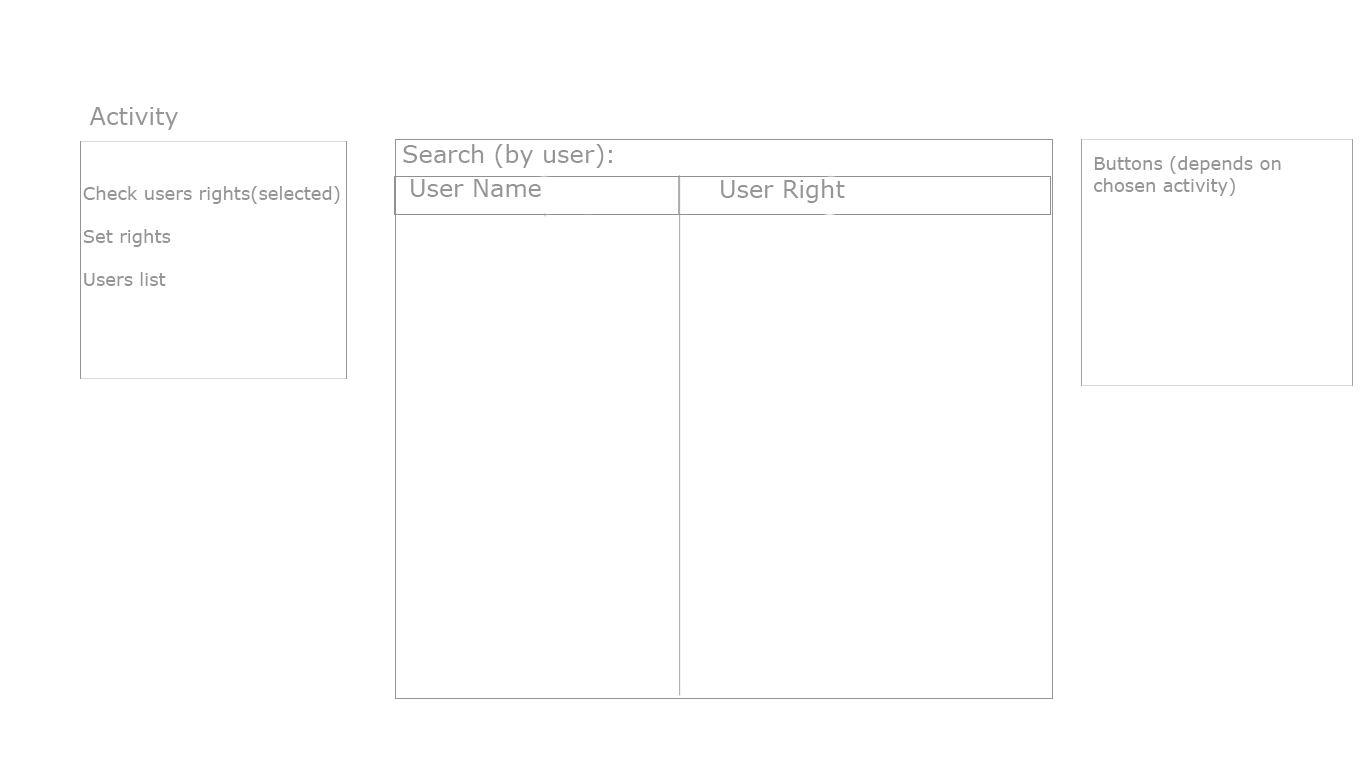 Activity
Check users rights(selected)
Set rights
Users list
Search (by user):
User Name
User Right
Buttons (depends on
chosen activity)